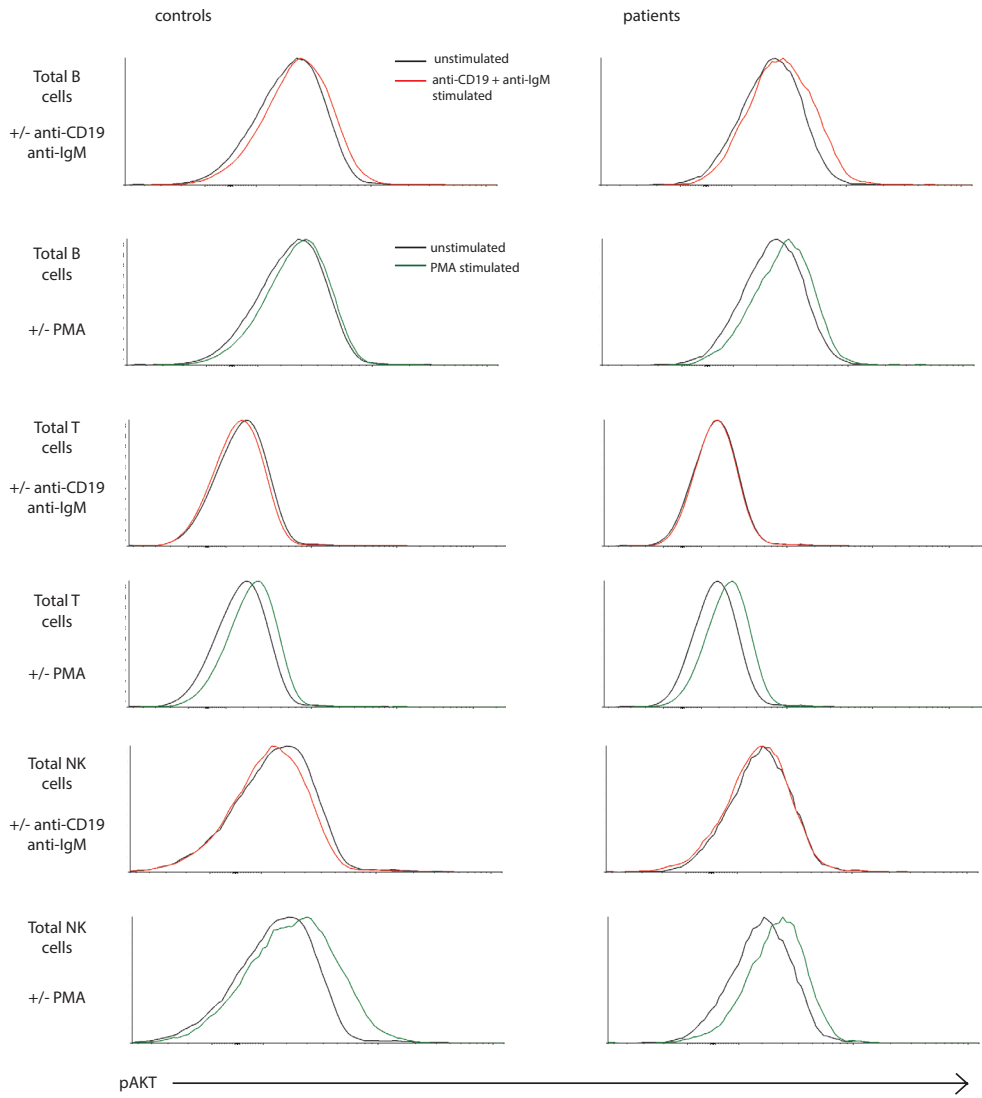 controls
patients
Total B
cells
+/- anti-CD19
anti-IgM
unstimulated
anti-CD19 + anti-IgM
stimulated
Total B
cells
+/- PMA
unstimulated
PMA stimulated
Total T
cells
+/- anti-CD19
anti-IgM
Total T
cells
+/- PMA
Total NK
cells
+/- anti-CD19
anti-IgM
Total NK
cells
+/- PMA
pAKT